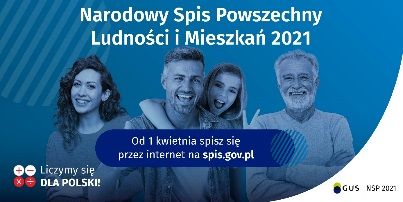 Narodowy Spis Powszechny
Ludności i Mieszkań 2021
Od 1 kwietnia spisz się
przez internet na spis.gov.pl
Liczymy się
DLA POLSKI!
GUS NSP 2021